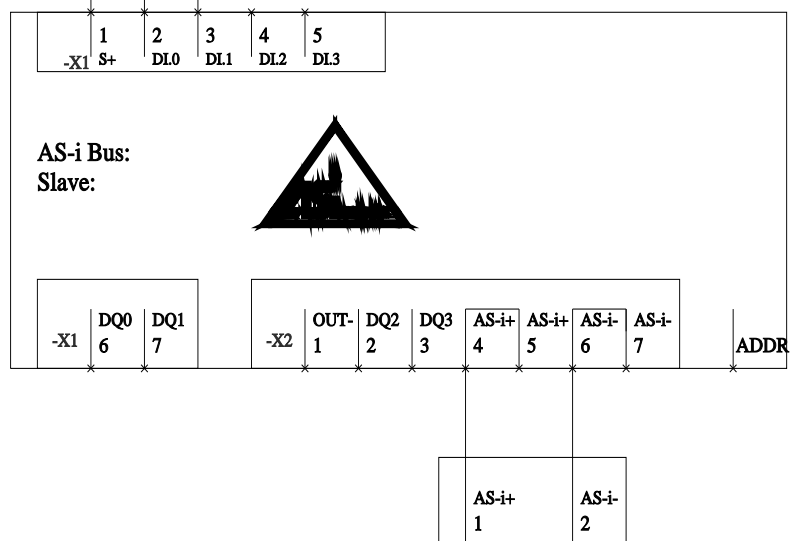 1 2 3 4 5
-X1 S+ DI.0 DI.1 DI.2 DI.3
AS-i Bus:
Slave:
DQ0 DQ1
-X1 6 7
OUT- DQ2 DQ3 AS-i+ AS-i+ AS-i- AS-i-
-X2 1 2 3 4 5 6 7
ADDR
AS-i+ AS-i-
1 2